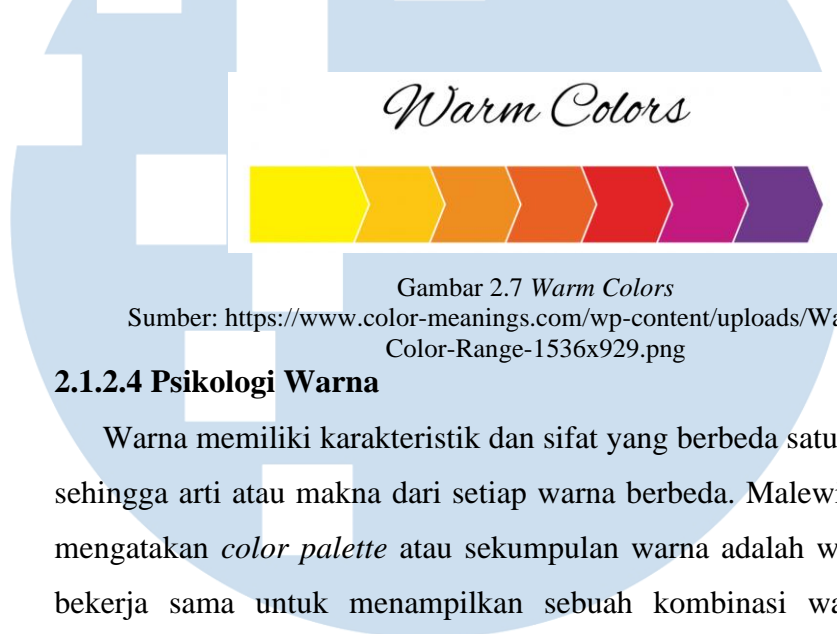 Warm Colors
Gambar 2.7 Warm Colors
Sumber: https://www.color-meanings.com/wp-content/uploads/Wa
Color-Range-1536x929.png
2.1.2.4 Psikologi Warna
Warna memiliki karakteristik dan sifat yang berbeda satu
sehingga arti atau makna dari setiap warna berbeda.
mengatakan color palette atau sekumpulan warna adalah
bekerja sama untuk menampilkan sebuah kombinasi